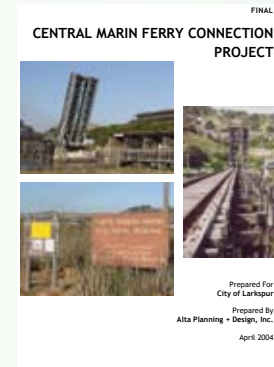 FINAL
CENTRAL MARIN FERRY CONNECTION
PROJECT
Prepared For
City of Larkspur
Prepared By
Alta Planning + Design, Inc.
April 2004